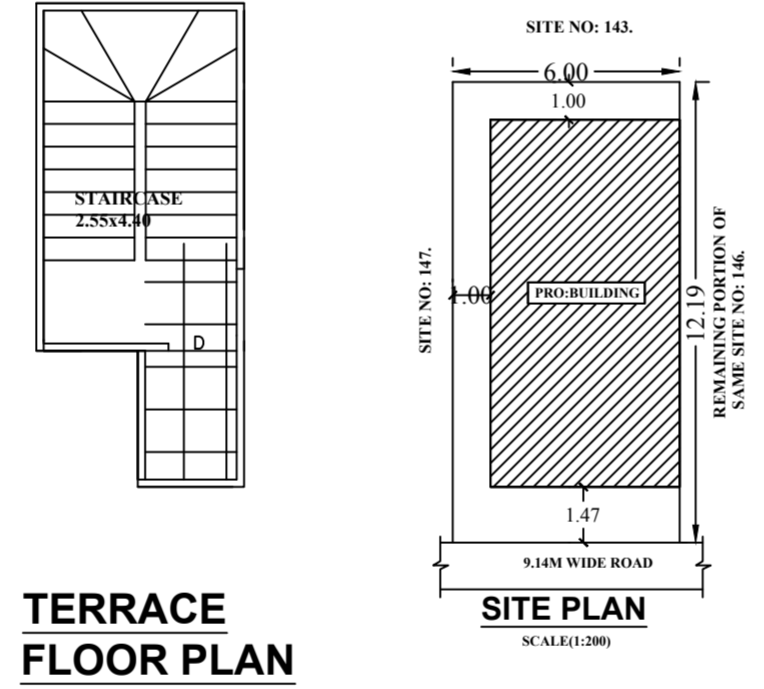 STAIRCASE
2.55x4.40
D
TERRACE
FLOOR PLAN
SITE NO: 143.
6.00
1.00
SITE NO: 147.
1.00
PRO:BUILDING
12.19
REMAINING PORTION OF
SAME SITE NO: 146.
1.47
9.14M WIDE ROAD
SITE PLAN
SCALE(1:200)